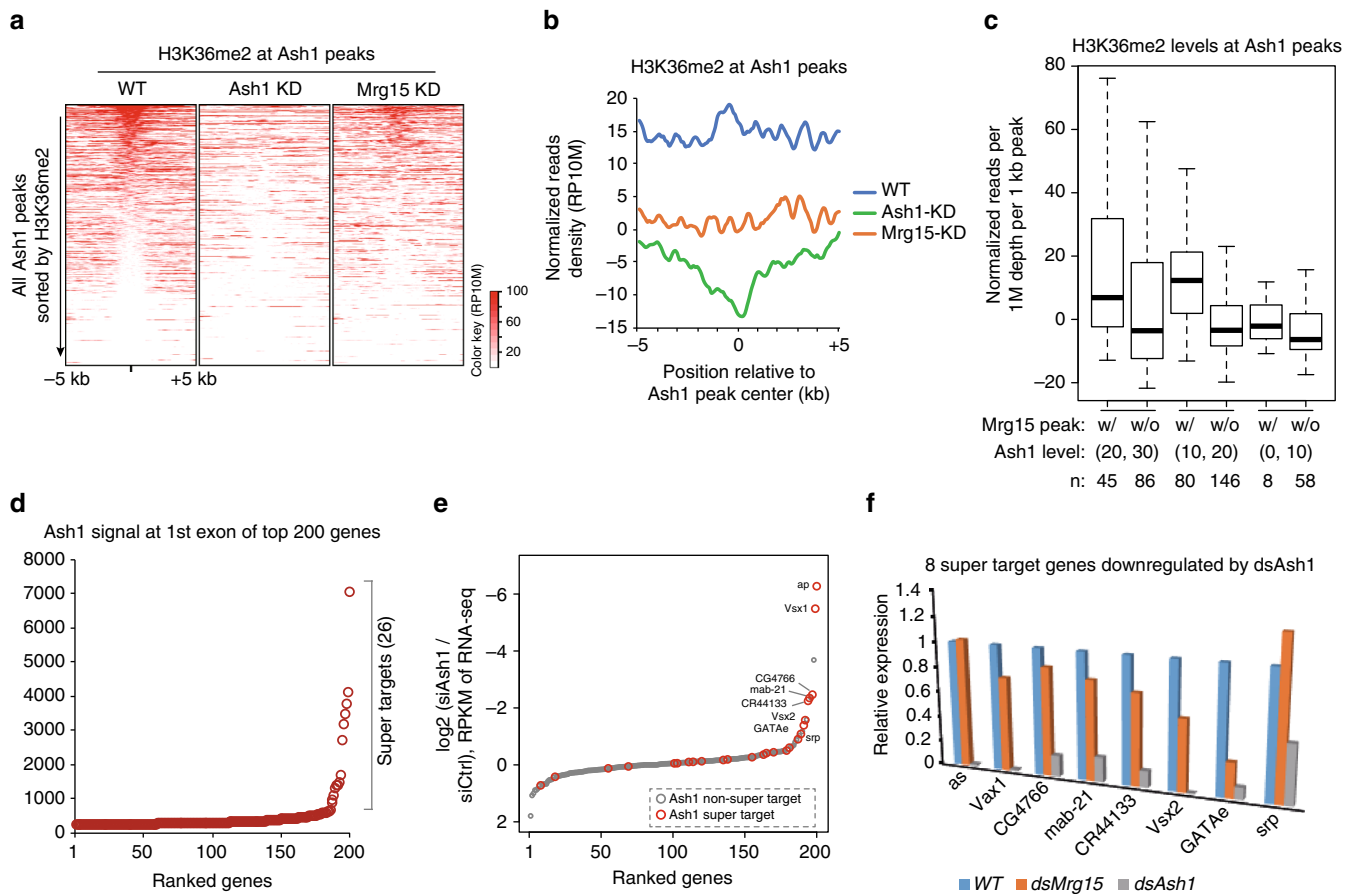 a
H3K36me2 at Ash1 peaks
WT
Ash1 KD
Mrg15 KD
All Ash1 peaks
sorted by H3K36me2
−5 kb
+5 kb
Color key (RP10M)
100
80
60
40
20
b
H3K36me2 at Ash1 peaks
Normalized reads
density (RP10M)
20
15
10
5
0
−5
−10
−15
−5
0
+5
Position relative to
Ash1 peak center (kb)
WT
Ash1-KD
Mrg15-KD
c
H3K36me2 levels at Ash1 peaks
Normalized reads per
1M depth per 1 kb peak
80
60
40
20
0
−20
Mrg15 peak: w/ w/o w/ w/o w/ w/o
Ash1 level: (20, 30) (10, 20) (0, 10)
n: 45 86 80 146 8 58
d
Ash1 signal at 1st exon of top 200 genes
8000
7000
6000
5000
4000
3000
2000
1000
0
1 50 100 150 200
Ranked genes
Super targets (26)
e
log2 (siAsh1 /
siCtrl), RPKM of RNA-seq
−6
−4
−2
0
2
ap
Vsx1
CG4766
mab-21
CR44133
Vsx2
GATAe
srp
Ash1 non-super target
Ash1 super target
1 50 100 150 200
Ranked genes
f
8 super target genes downregulated by dsAsh1
Relative expression
1.4
1.2
1
0.8
0.6
0.4
0.2
0
as
Vax1
CG4766
mab-21
CR44133
Vsx2
GATAe
srp
WT dsMrg15 dsAsh1